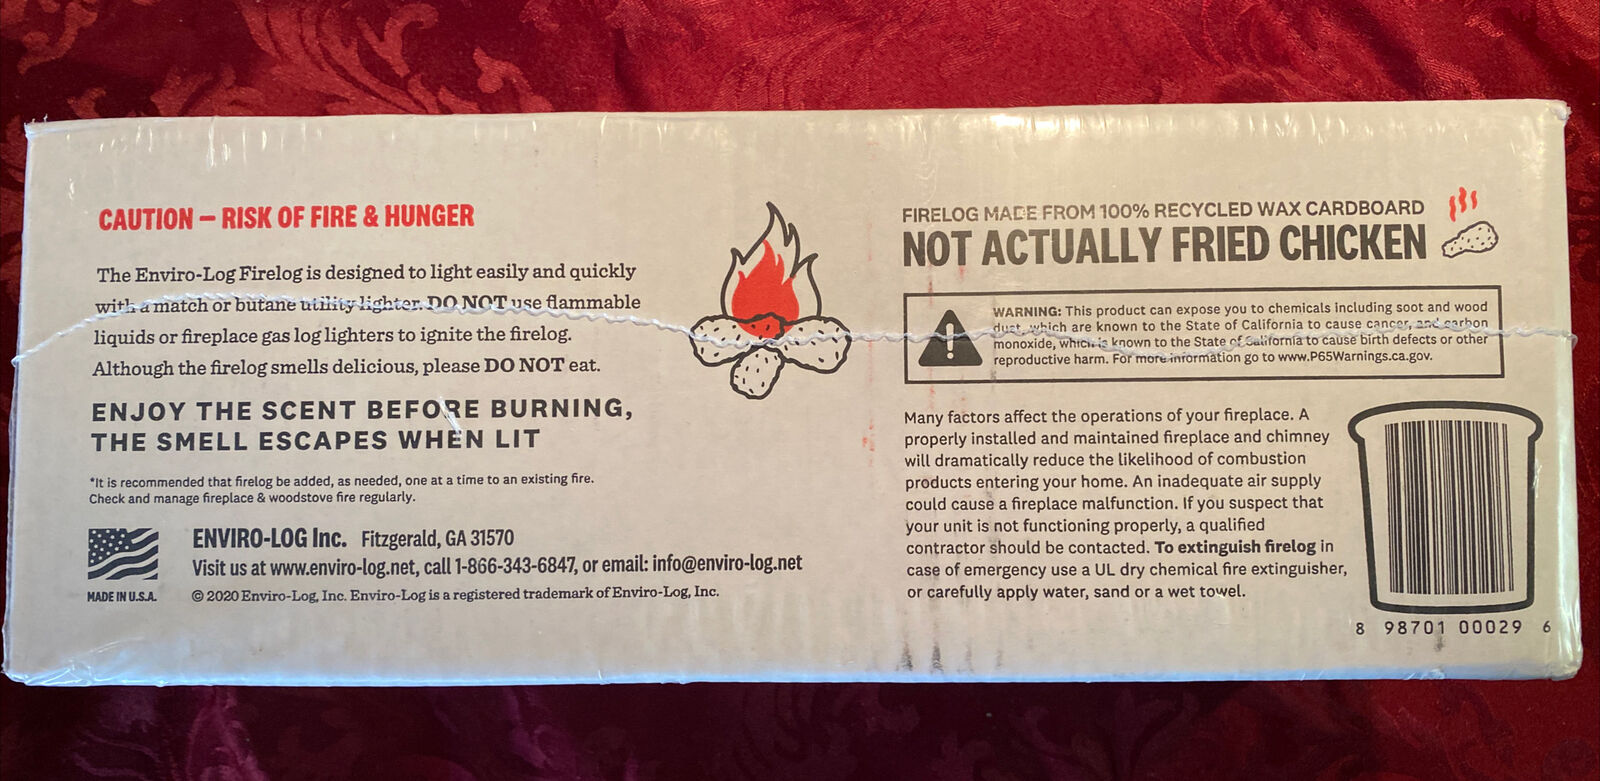 CAUTION – RISK OF FIRE & HUNGER
The Enviro-Log Firelog is designed to light easily and quickly
with a match or butane utility lighter. DO NOT use flammable
liquids or fireplace gas log lighters to ignite the firelog.
Although the firelog smells delicious, please DO NOT eat.
ENJOY THE SCENT BEFORE BURNING,
THE SMELL ESCAPES WHEN LIT
*It is recommended that firelog be added, as needed, one at a time to an existing fire.
Check and manage fireplace & woodstove fire regularly.
MADE IN U.S.A.
ENVIRO-LOG Inc. Fitzgerald, GA 31570
Visit us at www.enviro-log.net, call 1-866-343-6847, or email: info@enviro-log.net
© 2020 Enviro-Log, Inc. Enviro-Log is a registered trademark of Enviro-Log, Inc.
FIRELOG MADE FROM 100% RECYCLED WAX CARDBOARD
NOT ACTUALLY FRIED CHICKEN
WARNING: This product can expose you to chemicals including soot and wood
dust, which are known to the State of California to cause cancer, and carbon
monoxide, which is known to the State of California to cause birth defects or other
reproductive harm. For more information go to www.P65Warnings.ca.gov.
Many factors affect the operations of your fireplace. A
properly installed and maintained fireplace and chimney
will dramatically reduce the likelihood of combustion
products entering your home. An inadequate air supply
could cause a fireplace malfunction. If you suspect that
your unit is not functioning properly, a qualified
contractor should be contacted. To extinguish firelog in
case of emergency use a UL dry chemical fire extinguisher,
or carefully apply water, sand or a wet towel.
8 98701 00029 6